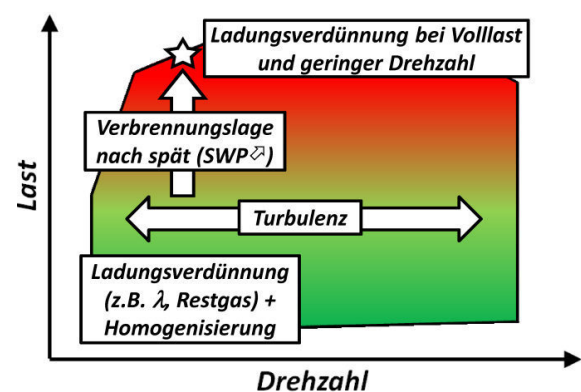 Ladungsverdünnung bei Volllast
und geringer Drehzahl
Verbrennungslage
nach spät (SWP⇗)
Last
Turbulenz
Ladungsverdünnung
(z.B. λ, Restgas) +
Homogenisierung
Drehzahl